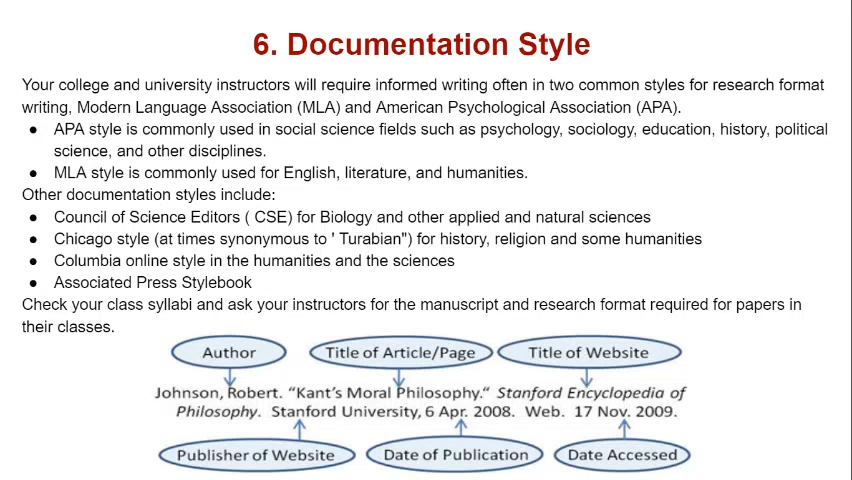 6. Documentation Style
Your college and university instructors will require informed writing often in two common styles for research format
writing, Modern Language Association (MLA) and American Psychological Association (APA).
● APA style is commonly used in social science fields such as psychology, sociology, education, history, political
science, and other disciplines.
● MLA style is commonly used for English, literature, and humanities.
Other documentation styles include:
● Council of Science Editors ( CSE) for Biology and other applied and natural sciences
● Chicago style (at times synonymous to ' Turabian") for history, religion and some humanities
● Columbia online style in the humanities and the sciences
● Associated Press Stylebook
Check your class syllabi and ask your instructors for the manuscript and research format required for papers in
their classes.
Author Title of Article/Page Title of Website
Johnson, Robert. “Kant’s Moral Philosophy.“ Stanford Encyclopedia of
Philosophy. Stanford University, 6 Apr. 2008. Web. 17 Nov. 2009.
Publisher of Website Date of Publication Date Accessed